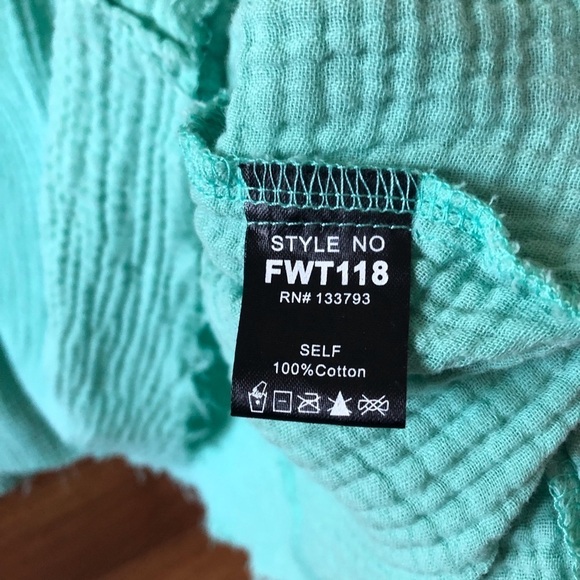 STYLE NO
FWT118
RN# 133793
SELF
100%Cotton